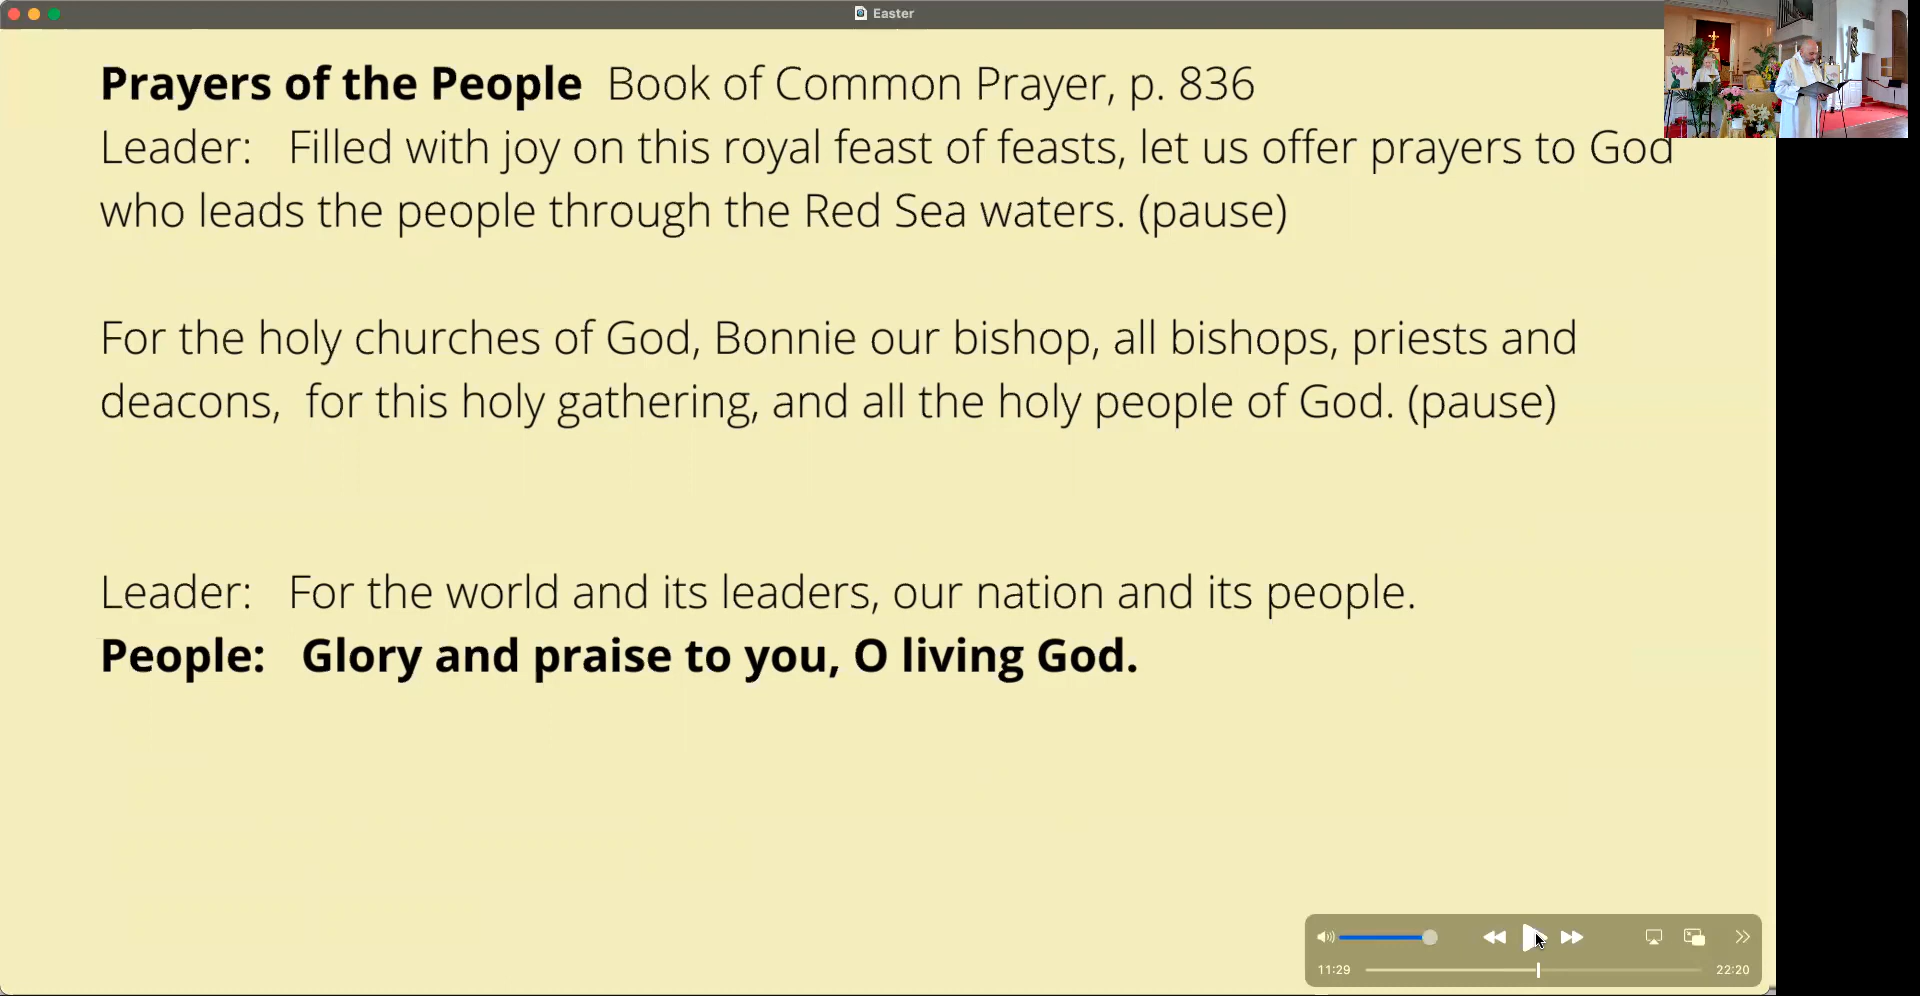 Easter
Prayers of the People Book of Common Prayer, p. 836
Leader: Filled with joy on this royal feast of feasts, let us offer prayers to God
who leads the people through the Red Sea waters. (pause)
For the holy churches of God, Bonnie our bishop, all bishops, priests and
deacons, for this holy gathering, and all the holy people of God. (pause)
Leader: For the world and its leaders, our nation and its people.
People: Glory and praise to you, O living God.
11:29
22:20